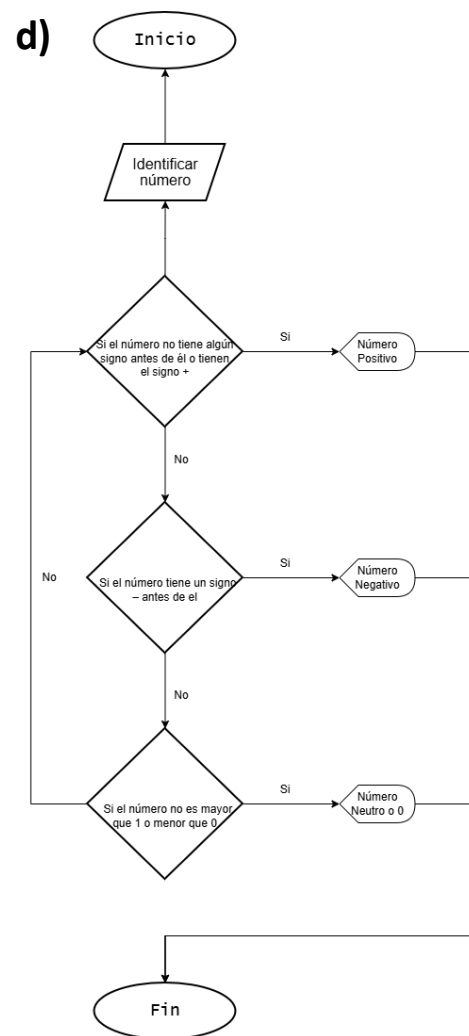 d)
Inicio
Identificar
número
Si el número no tiene algún
signo antes de él o tienen
el signo +
Si
Número
Positivo
No
Si el número tiene un signo
– antes de el
Si
Número
Negativo
No
No
Si el número no es mayor
que 1 o menor que 0
Si
Número
Neutro o 0
Fin